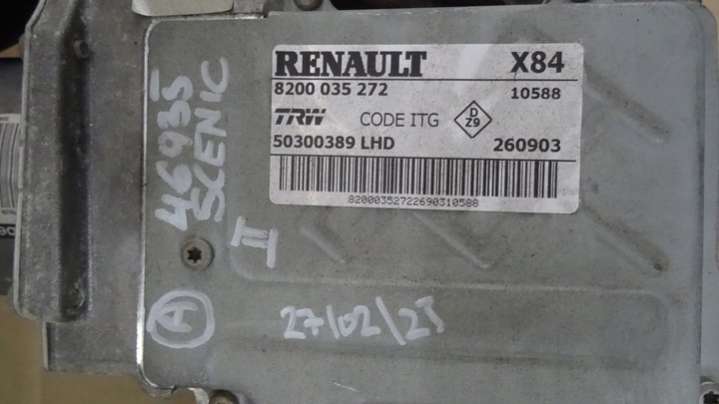 RENAULT X84
8200 035 272 10588
TRW CODE ITG D Z9
50300389 LHD 260903
82000352722690310588
46935
SCENIC
II
A
27/02/25